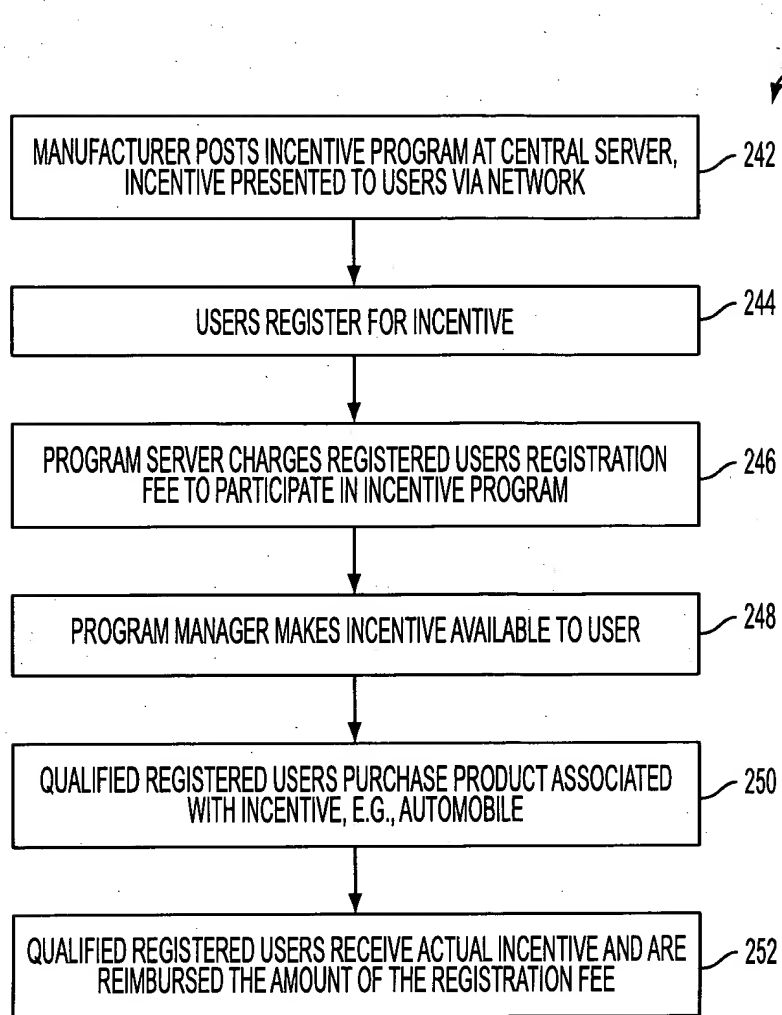 MANUFACTURER POSTS INCENTIVE PROGRAM AT CENTRAL SERVER,
INCENTIVE PRESENTED TO USERS VIA NETWORK
242
USERS REGISTER FOR INCENTIVE
244
PROGRAM SERVER CHARGES REGISTERED USERS REGISTRATION
FEE TO PARTICIPATE IN INCENTIVE PROGRAM
246
PROGRAM MANAGER MAKES INCENTIVE AVAILABLE TO USER
248
QUALIFIED REGISTERED USERS PURCHASE PRODUCT ASSOCIATED
WITH INCENTIVE, E.G., AUTOMOBILE
250
QUALIFIED REGISTERED USERS RECEIVE ACTUAL INCENTIVE AND ARE
REIMBURSED THE AMOUNT OF THE REGISTRATION FEE
252